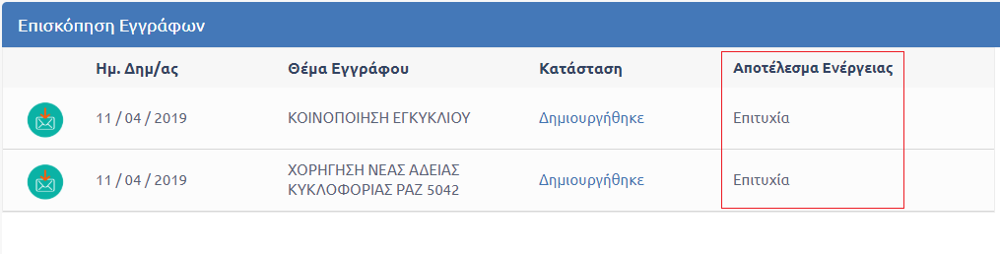 Επισκόπηση Εγγράφων
Ημ. Δημ/ας Θέμα Εγγράφου Κατάσταση Αποτέλεσμα Ενέργειας
11 / 04 / 2019 ΚΟΙΝΟΠΟΙΗΣΗ ΕΓΚΥΚΛΙΟΥ Δημιουργήθηκε Επιτυχία
11 / 04 / 2019 ΧΟΡΗΓΗΣΗ ΝΕΑΣ ΑΔΕΙΑΣ
ΚΥΚΛΟΦΟΡΙΑΣ ΡΑΖ 5042 Δημιουργήθηκε Επιτυχία